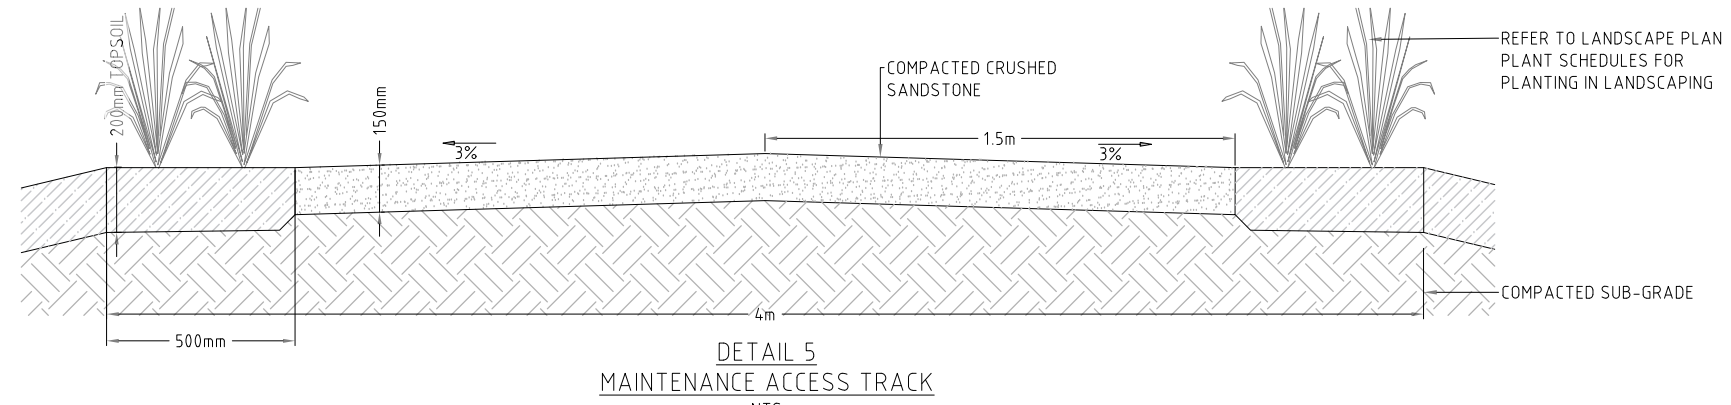 200mm TOPSOIL
150mm
COMPACTED CRUSHED
SANDSTONE
REFER TO LANDSCAPE PLAN
PLANT SCHEDULES FOR
PLANTING IN LANDSCAPING
1.5m
3%
3%
COMPACTED SUB-GRADE
4m
500mm
DETAIL 5
MAINTENANCE ACCESS TRACK
NTS